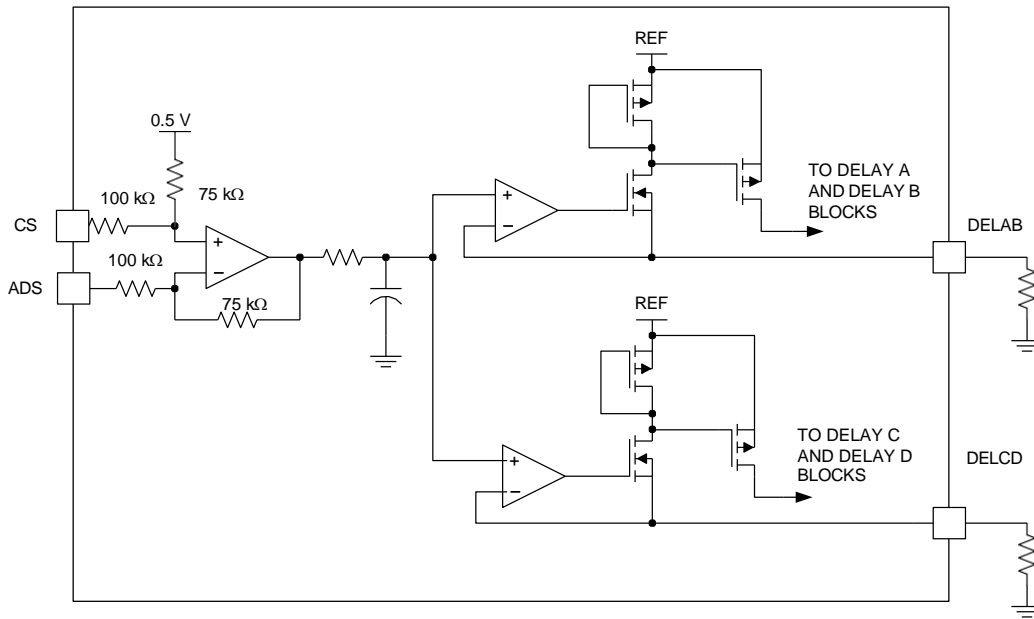 REF
0.5 V
100 kΩ
75 kΩ
CS
+
−
100 kΩ
ADS
75 kΩ
+
−
TO DELAY A
AND DELAY B
BLOCKS
DELAB
REF
+
−
TO DELAY C
AND DELAY D
BLOCKS
DELCD